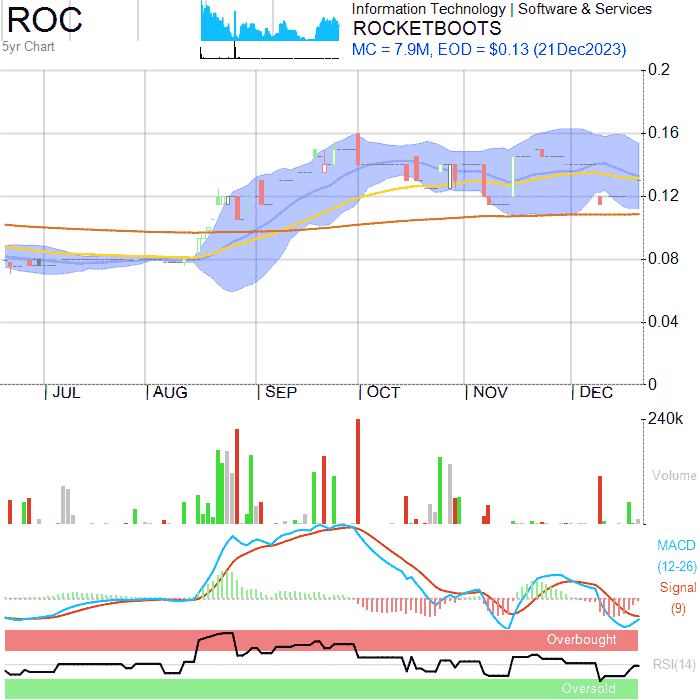 ROC
5yr Chart
Information Technology | Software & Services
ROCKETBOOTS
MC = 7.9M, EOD = $0.13 (21Dec2023)
0.2
0.16
0.12
0.08
0.04
0
JUL
AUG
SEP
OCT
NOV
DEC
240k
Volume
MACD
(12-26)
Signal
(9)
Overbought
RSI(14)
Oversold